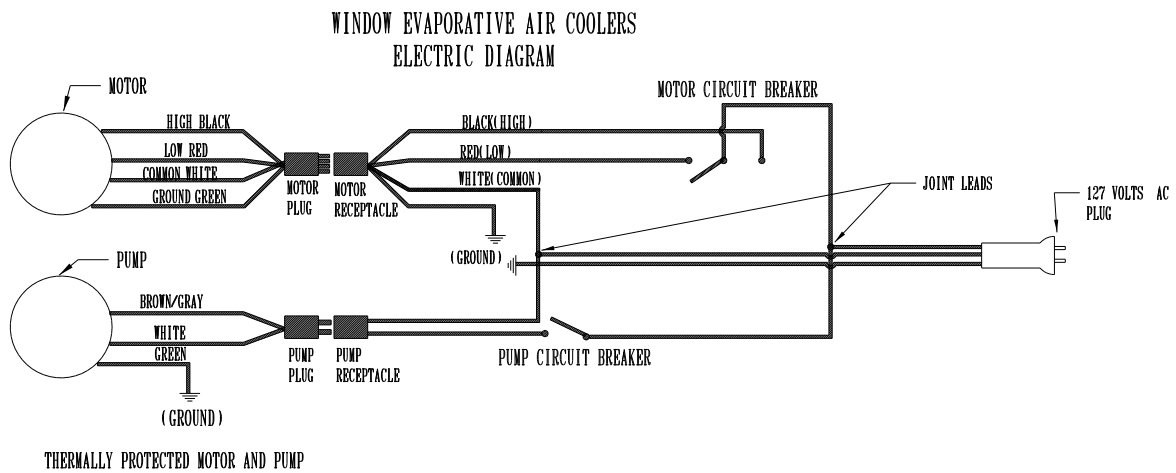 WINDOW EVAPORATIVE AIR COOLERS
ELECTRIC DIAGRAM
MOTOR
MOTOR CIRCUIT BREAKER
HIGH BLACK
BLACK(HIGH)
LOW RED
RED(LOW)
COMMON WHITE
WHITE(COMMON)
GROUND GREEN
MOTOR
PLUG
MOTOR
RECEPTACLE
JOINT LEADS
127 VOLTS AC
PLUG
(GROUND)
PUMP
BROWN/GRAY
WHITE
GREEN
PUMP
PLUG
PUMP
RECEPTACLE
PUMP CIRCUIT BREAKER
(GROUND)
THERMALLY PROTECTED MOTOR AND PUMP